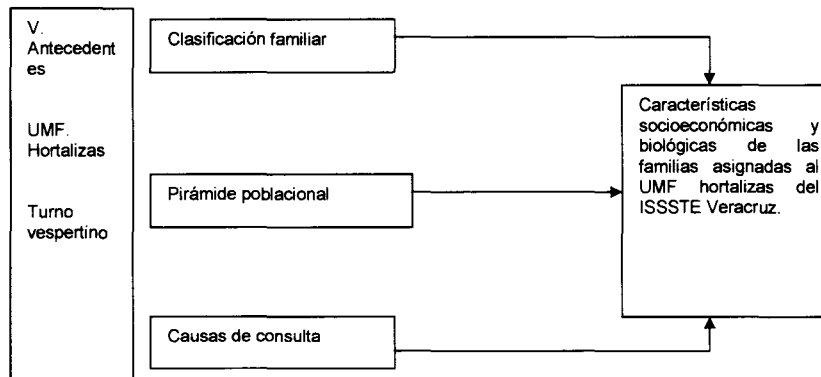 V.
Antecedent
es
UMF.
Hortalizas
Turno
vespertino
Clasificación familiar
Pirámide poblacional
Causas de consulta
Características
socioeconómicas y
biológicas de las
familias asignadas al
UMF hortalizas del
ISSSTE Veracruz.